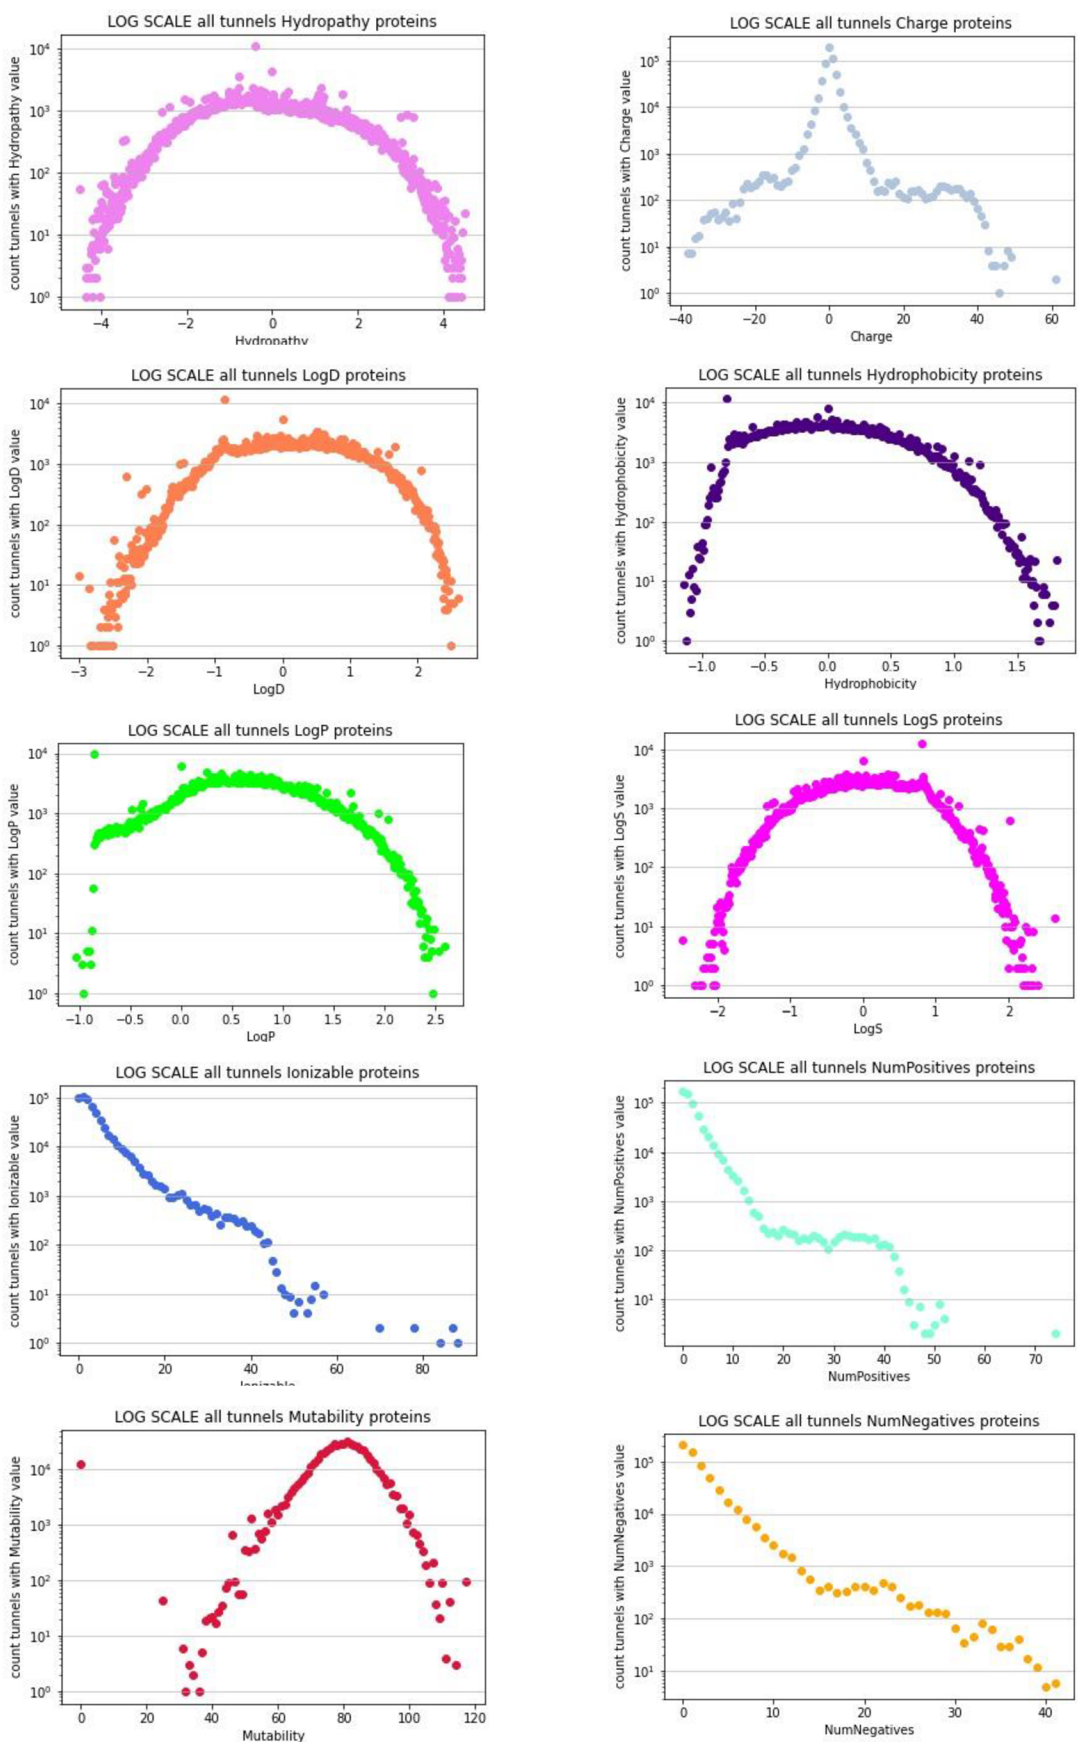 LOG SCALE all tunnels Hydropathy proteins
count tunnels with Hydropathy value
10⁴
10³
10²
10¹
10⁰
−4 −2 0 2 4
Hydropathy
LOG SCALE all tunnels Charge proteins
count tunnels with Charge value
10⁵
10⁴
10³
10²
10¹
10⁰
−40 −20 0 20 40 60
Charge
LOG SCALE all tunnels LogD proteins
count tunnels with LogD value
10⁴
10³
10²
10¹
10⁰
−3 −2 −1 0 1 2
LogD
LOG SCALE all tunnels Hydrophobicity proteins
count tunnels with Hydrophobicity value
10⁴
10³
10²
10¹
10⁰
−1.0 −0.5 0.0 0.5 1.0 1.5
Hydrophobicity
LOG SCALE all tunnels LogP proteins
count tunnels with LogP value
10⁴
10³
10²
10¹
10⁰
−1.0 −0.5 0.0 0.5 1.0 1.5 2.0 2.5
LogP
LOG SCALE all tunnels LogS proteins
count tunnels with LogS value
10⁴
10³
10²
10¹
10⁰
−2 −1 0 1 2
LogS
LOG SCALE all tunnels Ionizable proteins
count tunnels with Ionizable value
10⁵
10⁴
10³
10²
10¹
10⁰
0 20 40 60 80
Ionizable
LOG SCALE all tunnels NumPositives proteins
count tunnels with NumPositives value
10⁵
10⁴
10³
10²
10¹
0 10 20 30 40 50 60 70
NumPositives
LOG SCALE all tunnels Mutability proteins
count tunnels with Mutability value
10⁴
10³
10²
10¹
10⁰
0 20 40 60 80 100 120
Mutability
LOG SCALE all tunnels NumNegatives proteins
count tunnels with NumNegatives value
10⁵
10⁴
10³
10²
10¹
0 10 20 30 40
NumNegatives